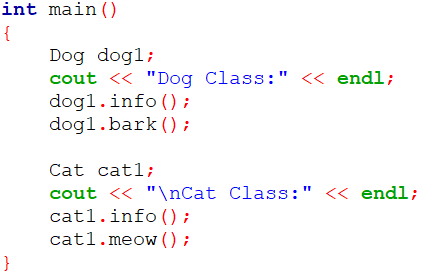 int main()
{
    Dog dog1;
    cout << "Dog Class:" << endl;
    dog1.info();
    dog1.bark();

    Cat cat1;
    cout << "\nCat Class:" << endl;
    cat1.info();
    cat1.meow();
}